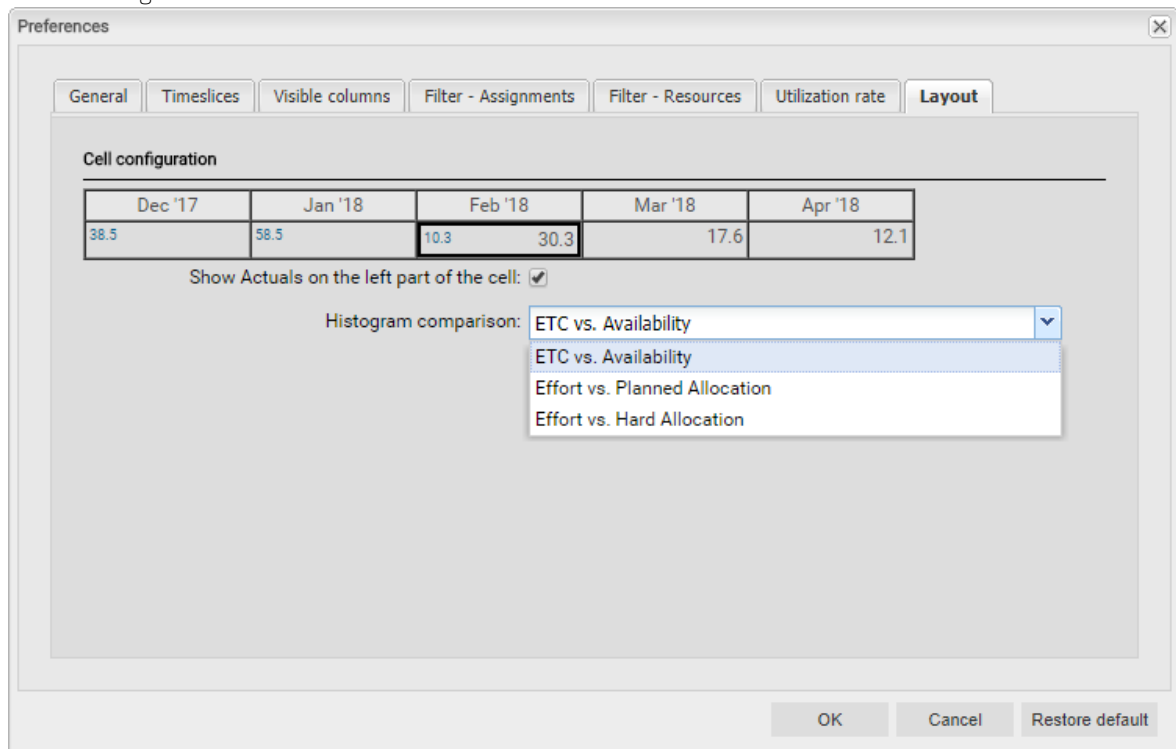 Preferences
General Timeslices Visible columns Filter - Assignments Filter - Resources Utilization rate Layout
Cell configuration
Dec '17 Jan '18 Feb '18 Mar '18 Apr '18
38.5 58.5 10.3 30.3 17.6 12.1
Show Actuals on the left part of the cell:
Histogram comparison: ETC vs. Availability
ETC vs. Availability
Effort vs. Planned Allocation
Effort vs. Hard Allocation
OK Cancel Restore default